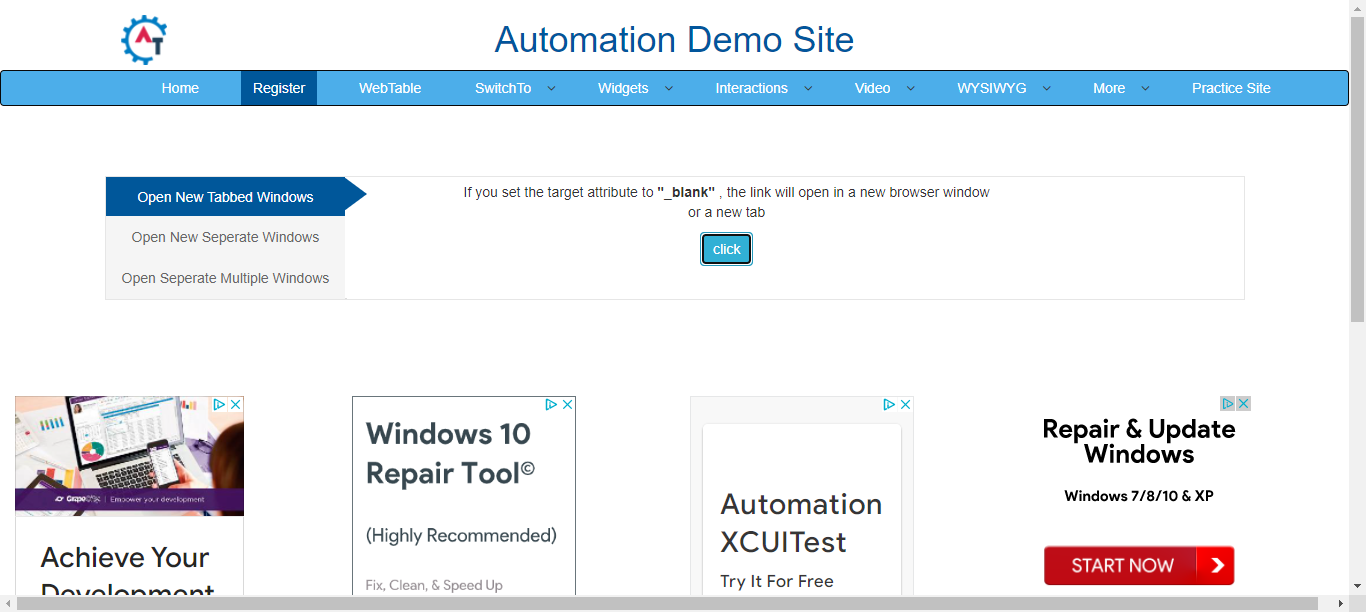 AT
Automation Demo Site
Home Register WebTable SwitchTo Widgets Interactions Video WYSIWYG More Practice Site
Open New Tabbed Windows
Open New Seperate Windows
Open Seperate Multiple Windows
If you set the target attribute to "_blank" , the link will open in a new browser window
or a new tab
click
Empower your development
Achieve Your
Development
Windows 10
Repair Tool©
(Highly Recommended)
Fix, Clean, & Speed Up
Automation
XCUITest
Try It For Free
Repair & Update
Windows
Windows 7/8/10 & XP
START NOW